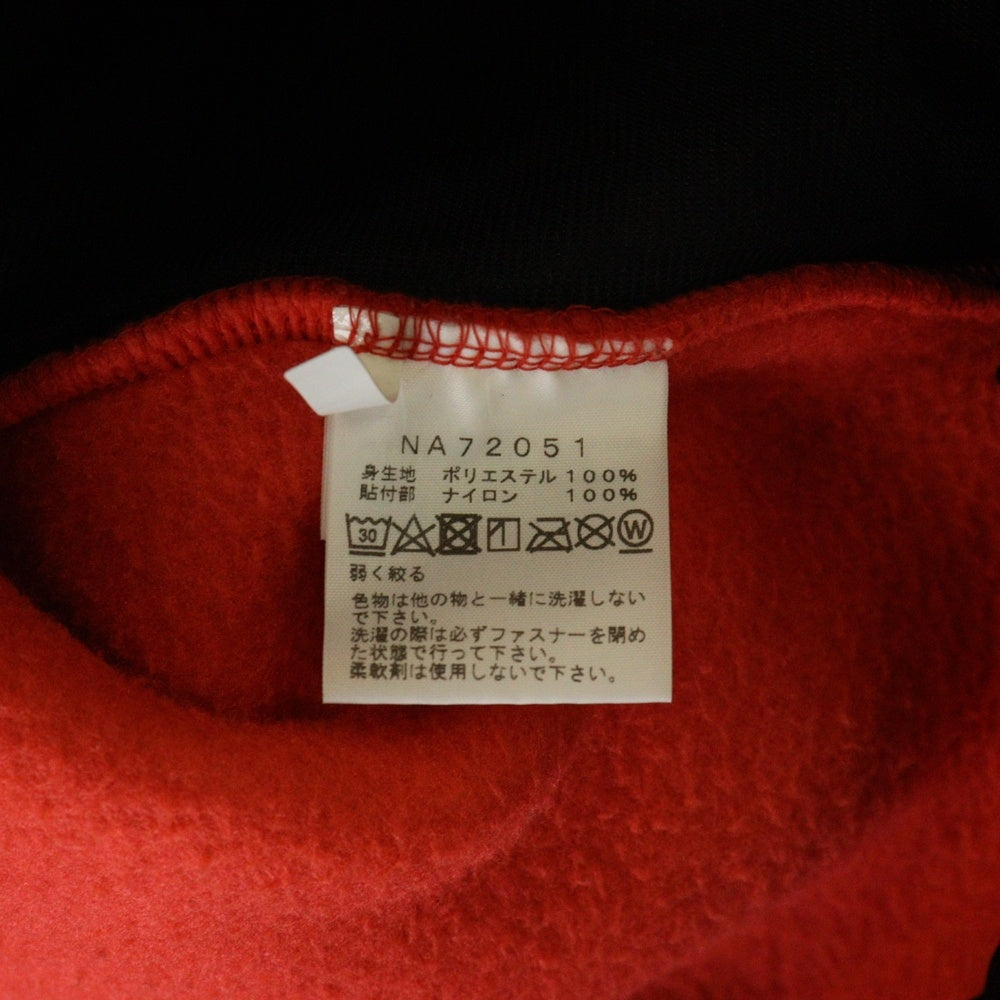 NA72051
身生地 ポリエステル 100%
貼付部 ナイロン 100%
30 W
弱く絞る
色物は他の物と一緒に洗濯しない
で下さい。
洗濯の際は必ずファスナーを閉め
た状態で行って下さい。
柔軟剤は使用しないで下さい。